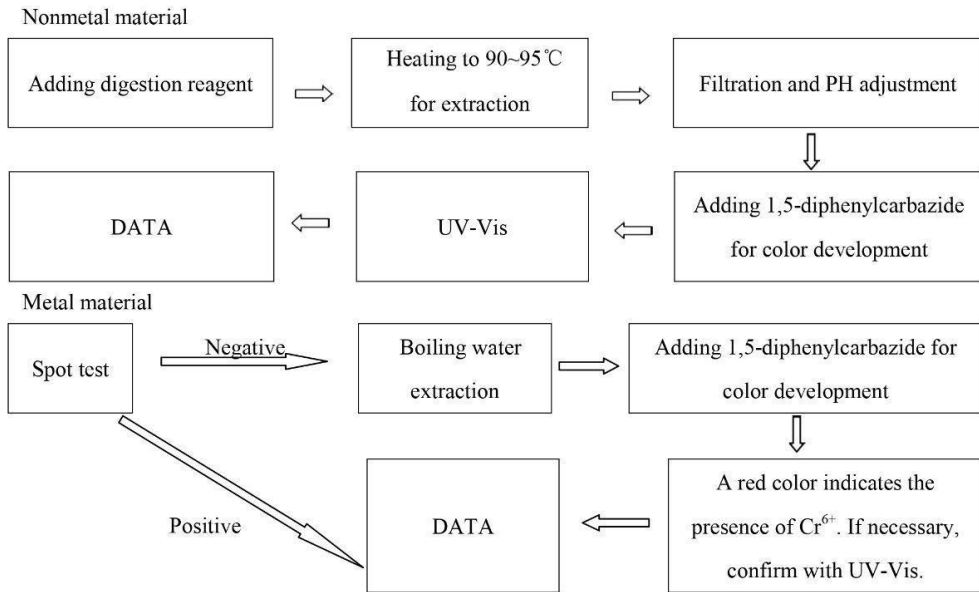 Nonmetal material
Adding digestion reagent
Heating to 90~95℃
for extraction
Filtration and PH adjustment
Adding 1,5-diphenylcarbazide
for color development
UV-Vis
DATA
Metal material
Spot test
Negative
Boiling water
extraction
Adding 1,5-diphenylcarbazide for
color development
A red color indicates the
presence of Cr⁶⁺. If necessary,
confirm with UV-Vis.
Positive
DATA